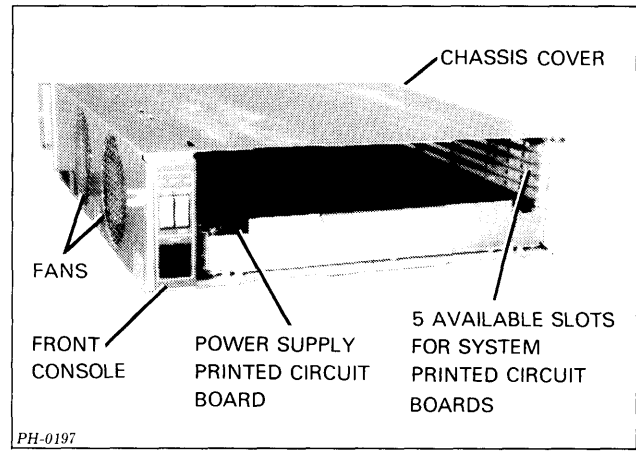 CHASSIS COVER
FANS
FRONT
CONSOLE
POWER SUPPLY
PRINTED CIRCUIT
BOARD
5 AVAILABLE SLOTS
FOR SYSTEM
PRINTED CIRCUIT
BOARDS
PH-0197